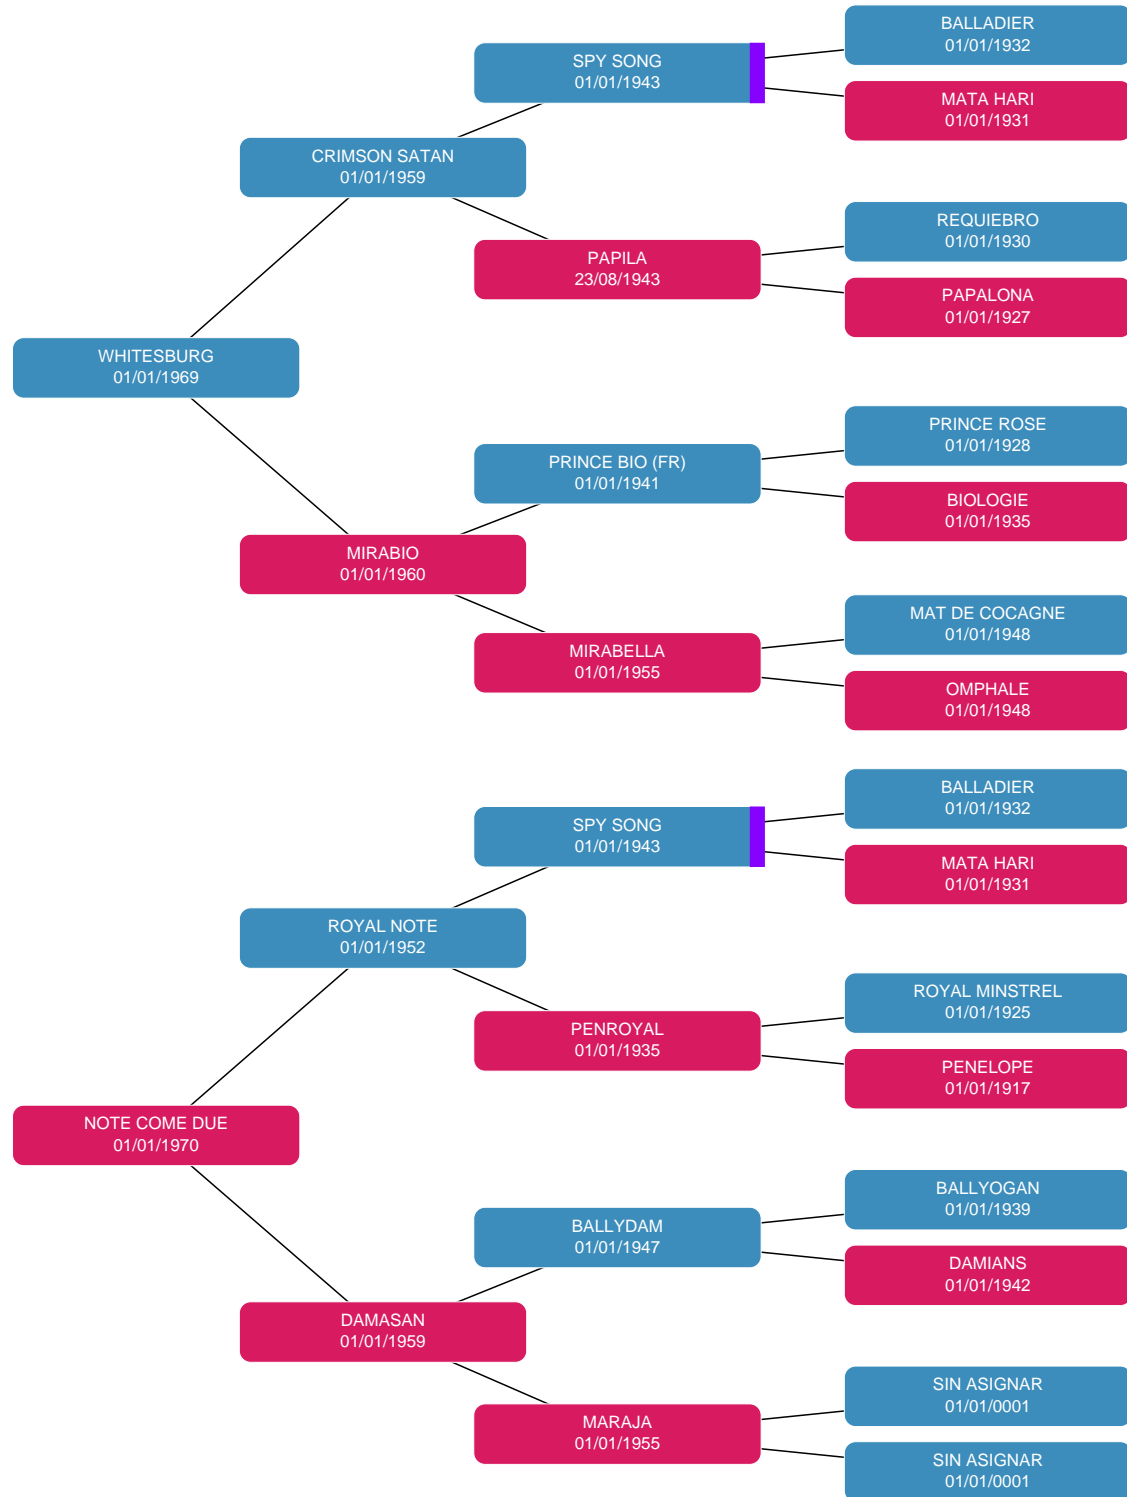 BALLADIER
01/01/1932
SPY SONG
01/01/1943
MATA HARI
01/01/1931
CRIMSON SATAN
01/01/1959
REQUIEBRO
01/01/1930
PAPILA
23/08/1943
PAPALONA
01/01/1927
WHITESBURG
01/01/1969
PRINCE ROSE
01/01/1928
PRINCE BIO (FR)
01/01/1941
BIOLOGIE
01/01/1935
MIRABIO
01/01/1960
MAT DE COCAGNE
01/01/1948
MIRABELLA
01/01/1955
OMPHALE
01/01/1948
BALLADIER
01/01/1932
SPY SONG
01/01/1943
MATA HARI
01/01/1931
ROYAL NOTE
01/01/1952
ROYAL MINSTREL
01/01/1925
PENROYAL
01/01/1935
PENELOPE
01/01/1917
NOTE COME DUE
01/01/1970
BALLYOGAN
01/01/1939
BALLYDAM
01/01/1947
DAMIANS
01/01/1942
DAMASAN
01/01/1959
SIN ASIGNAR
01/01/0001
MARAJA
01/01/1955
SIN ASIGNAR
01/01/0001